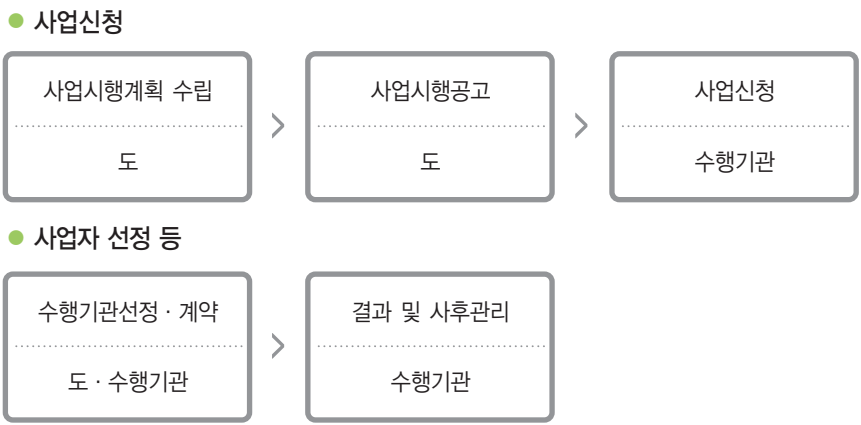 사업신청
사업시행계획 수립
도
사업시행공고
도
사업신청
수행기관
사업자 선정 등
수행기관선정 · 계약
도 · 수행기관
결과 및 사후관리
수행기관